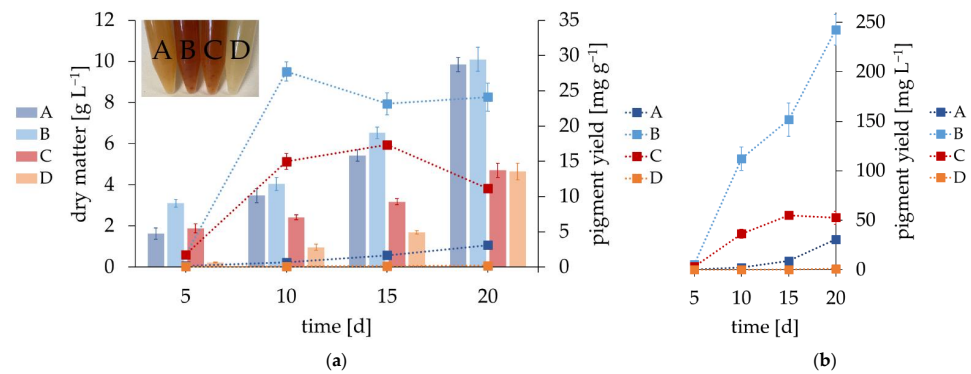 A B C D
dry matter [g L⁻¹]
12
10
8
6
4
2
0
5 10 15 20
time [d]
35
30
25
20
15
10
5
0
pigment yield [mg g⁻¹]
A
B
C
D
A
B
C
D
(a)
250
200
150
100
50
0
pigment yield [mg L⁻¹]
5 10 15 20
time [d]
A
B
C
D
(b)